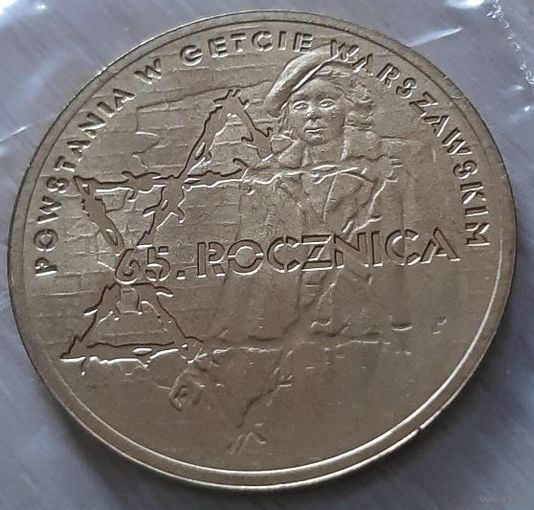 POWSTANIA W GETCIE WARSZAWSKIM
65. ROCZNICA